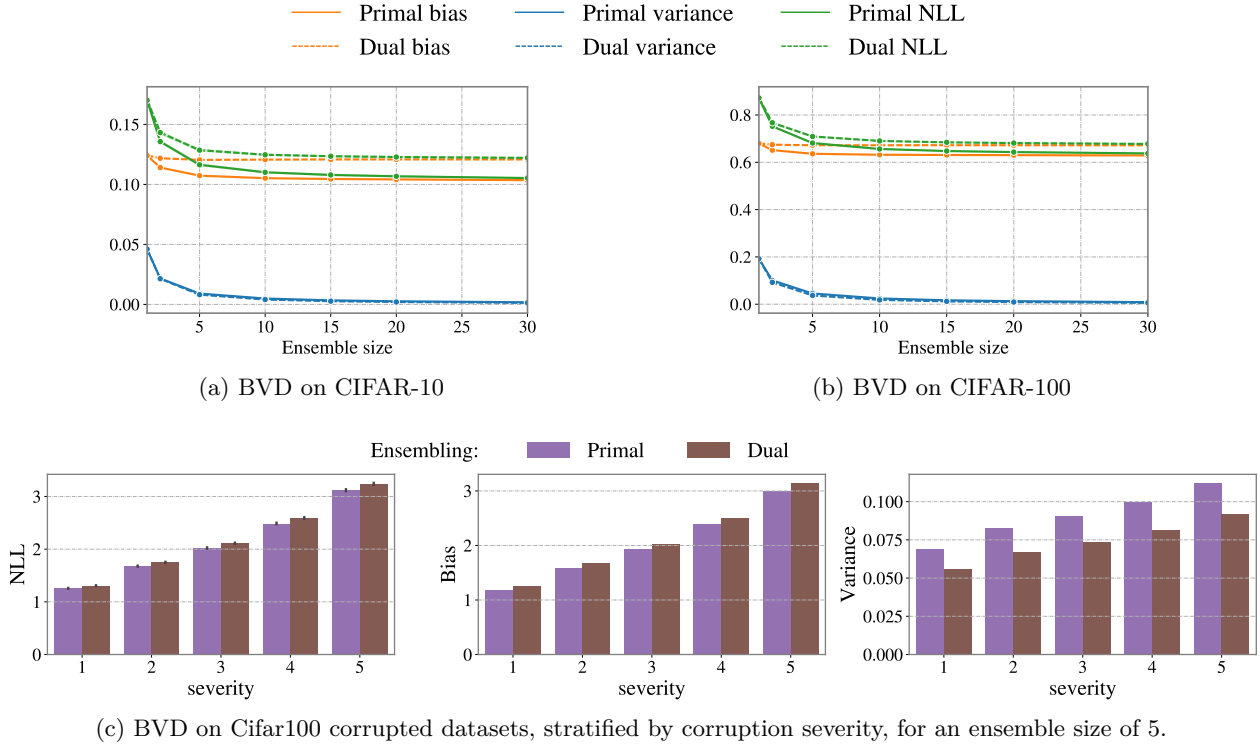 Primal bias Primal variance Primal NLL
Dual bias Dual variance Dual NLL
0.15
0.10
0.05
0.00
5 10 15 20 25 30
Ensemble size
(a) BVD on CIFAR-10
0.8
0.6
0.4
0.2
0.0
5 10 15 20 25 30
Ensemble size
(b) BVD on CIFAR-100
Ensembling: Primal Dual
NLL
3
2
1
0
1 2 3 4 5
severity
Bias
3
2
1
0
1 2 3 4 5
severity
Variance
0.100
0.075
0.050
0.025
0.000
1 2 3 4 5
severity
(c) BVD on Cifar100 corrupted datasets, stratified by corruption severity, for an ensemble size of 5.